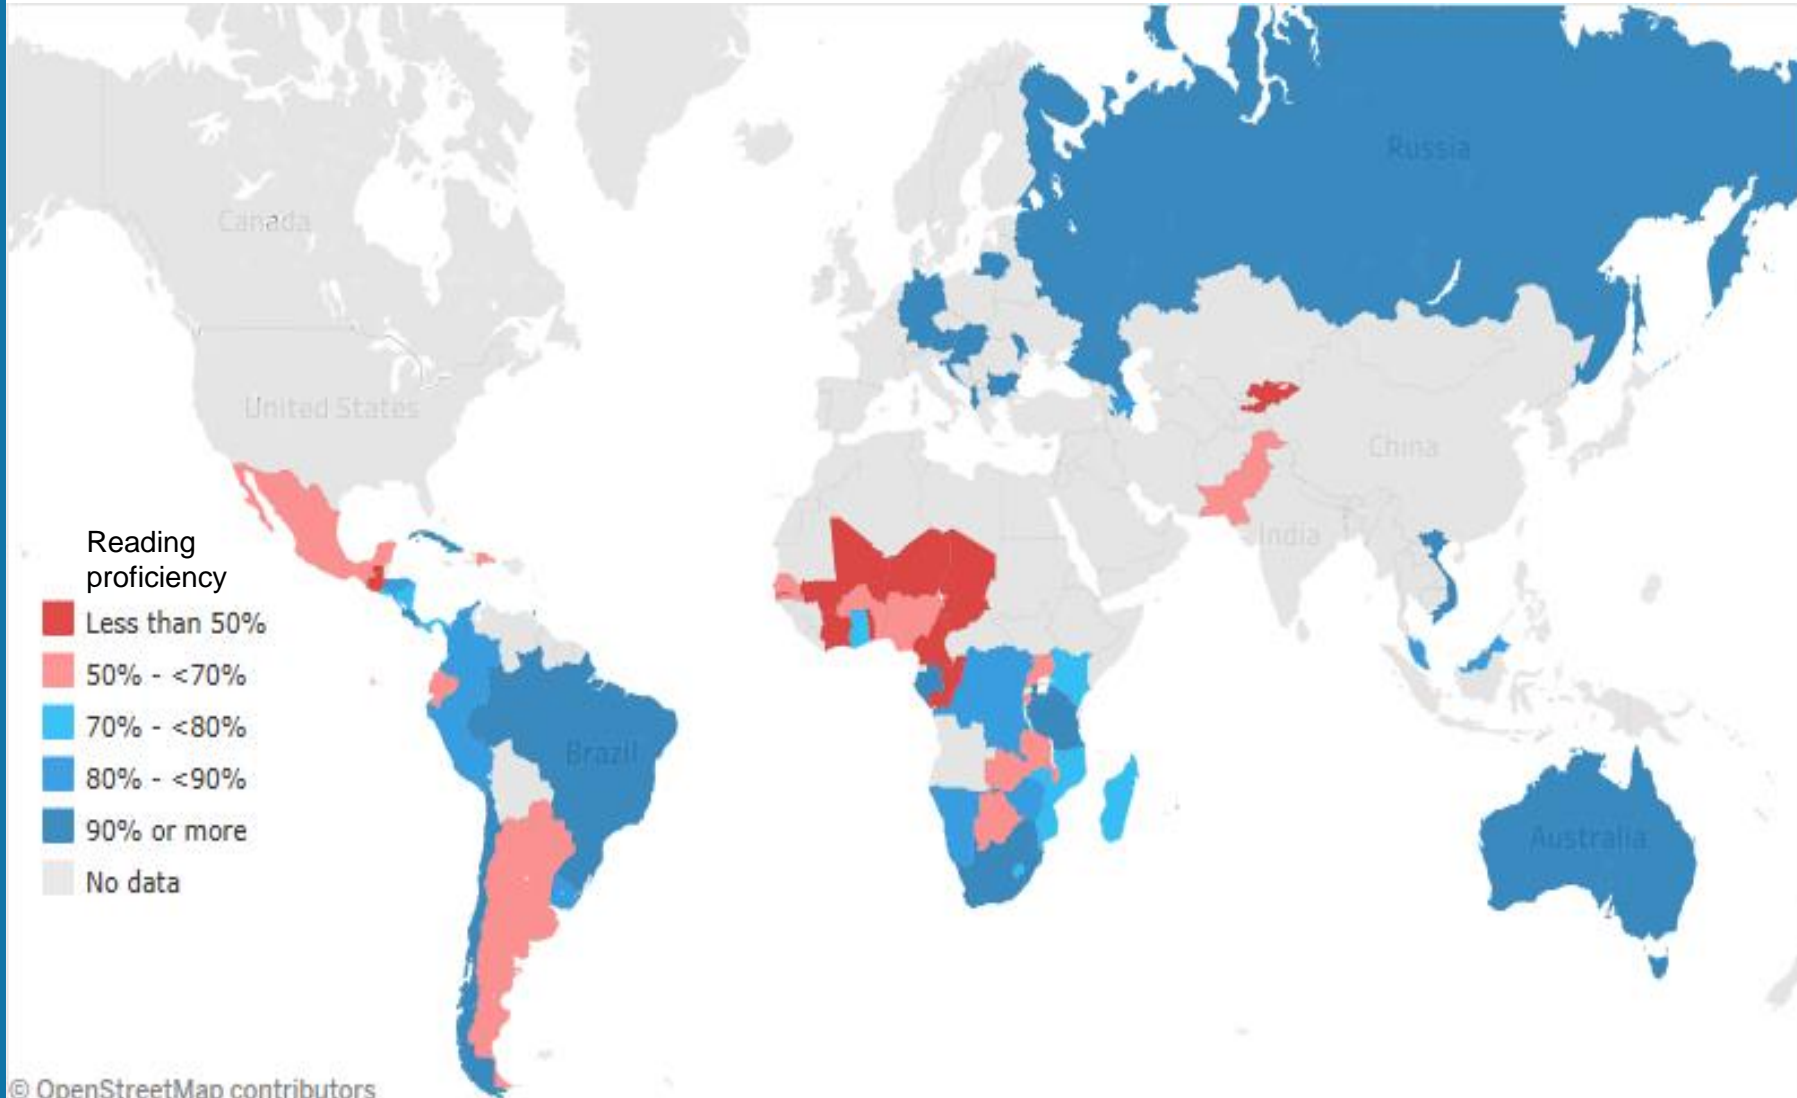 Russia
Canada
United States
China
India
Reading
proficiency
Less than 50%
50% - <70%
70% - <80%
80% - <90%
90% or more
No data
Brazil
Australia
© OpenStreetMap contributors